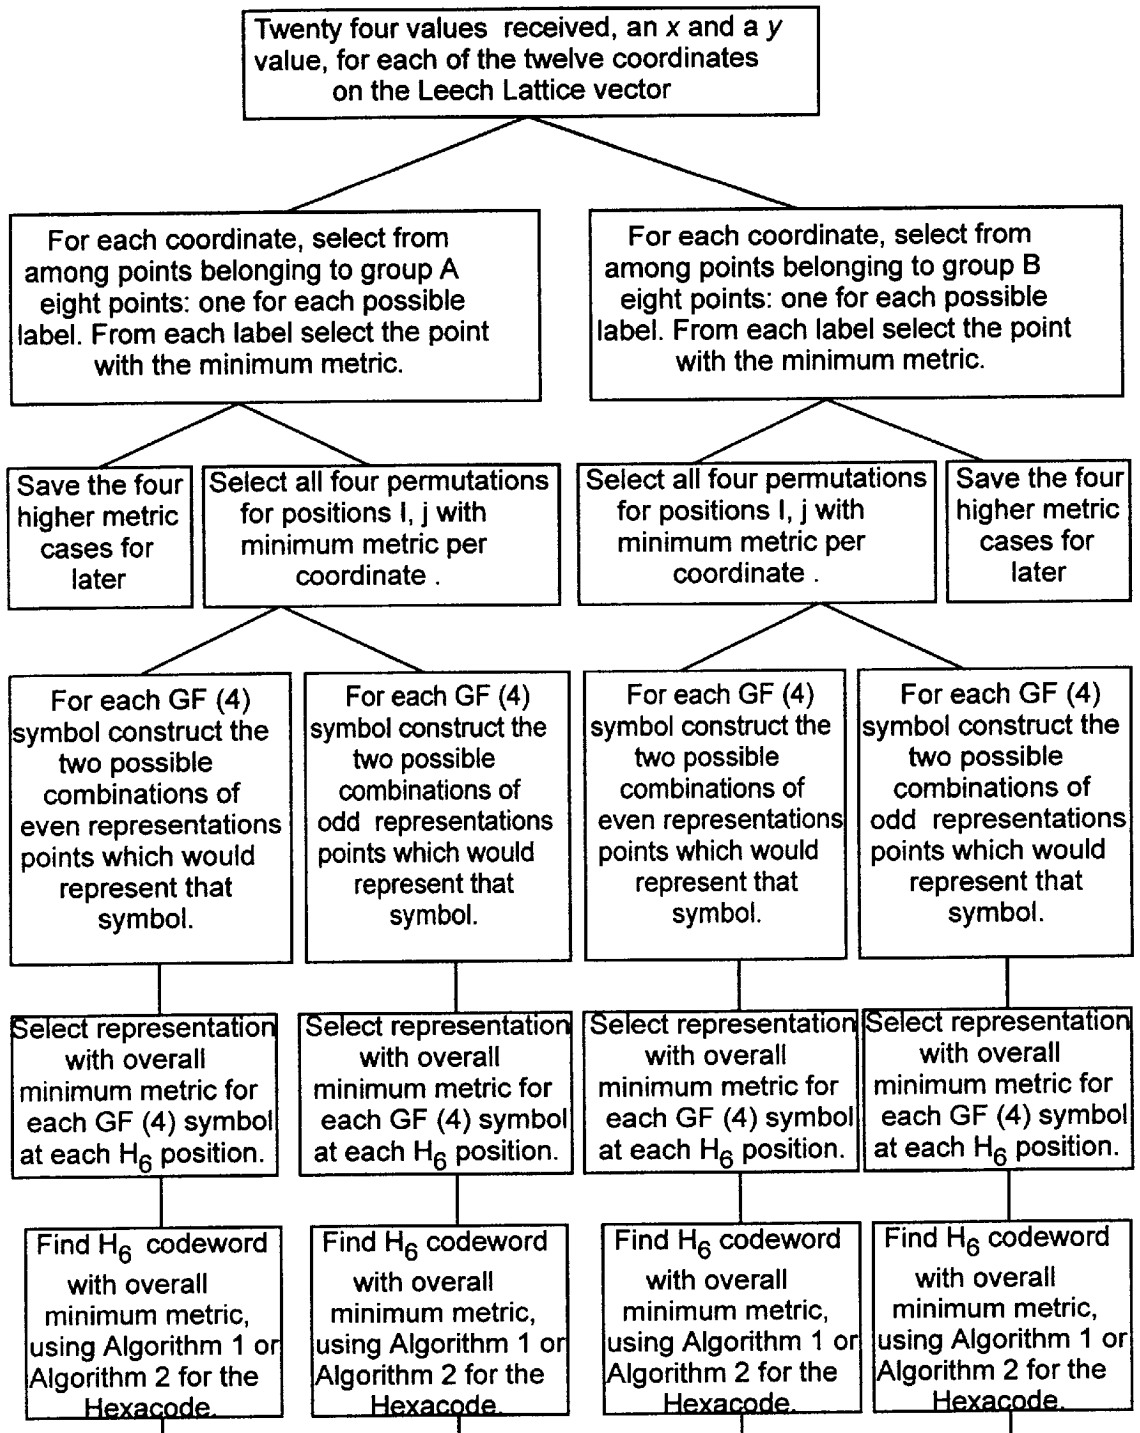 Twenty four values received, an x and a y
value, for each of the twelve coordinates
on the Leech Lattice vector
For each coordinate, select from
among points belonging to group A
eight points: one for each possible
label. From each label select the point
with the minimum metric.
For each coordinate, select from
among points belonging to group B
eight points: one for each possible
label. From each label select the point
with the minimum metric.
Save the four
higher metric
cases for
later
Select all four permutations
for positions I, j with
minimum metric per
coordinate .
Select all four permutations
for positions I, j with
minimum metric per
coordinate .
Save the four
higher metric
cases for
later
For each GF (4)
symbol construct the
two possible
combinations of
even representations
points which would
represent that
symbol.
For each GF (4)
symbol construct the
two possible
combinations of
odd representations
points which would
represent that
symbol.
For each GF (4)
symbol construct the
two possible
combinations of
even representations
points which would
represent that
symbol.
For each GF (4)
symbol construct the
two possible
combinations of
odd representations
points which would
represent that
symbol.
Select representation
with overall
minimum metric for
each GF (4) symbol
at each H6 position.
Select representation
with overall
minimum metric for
each GF (4) symbol
at each H6 position.
Select representation
with overall
minimum metric for
each GF (4) symbol
at each H6 position.
Select representation
with overall
minimum metric for
each GF (4) symbol
at each H6 position.
Find H6 codeword
with overall
minimum metric,
using Algorithm 1 or
Algorithm 2 for the
Hexacode.
Find H6 codeword
with overall
minimum metric,
using Algorithm 1 or
Algorithm 2 for the
Hexacode.
Find H6 codeword
with overall
minimum metric,
using Algorithm 1 or
Algorithm 2 for the
Hexacode.
Find H6 codeword
with overall
minimum metric,
using Algorithm 1 or
Algorithm 2 for the
Hexacode.